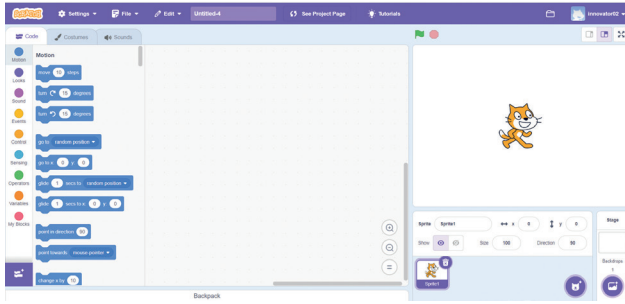 SCRATCH Settings File Edit Untitled-4 See Project Page Tutorials innovator02
Code Costumes Sounds
Motion
Looks
Sound
Events
Control
Sensing
Operators
Variables
My Blocks
Motion
move 10 steps
turn 15 degrees
turn 15 degrees
go to random position
go to x 0 y 0
glide 1 secs to random position
glide 1 secs to x 0 y 0
point in direction 90
point towards mouse-pointer
change x by 10
Backpack
Sprite Sprite1 x 0 y 0
Show Size 100 Direction 90
Sprite1
Stage
Backdrops
1